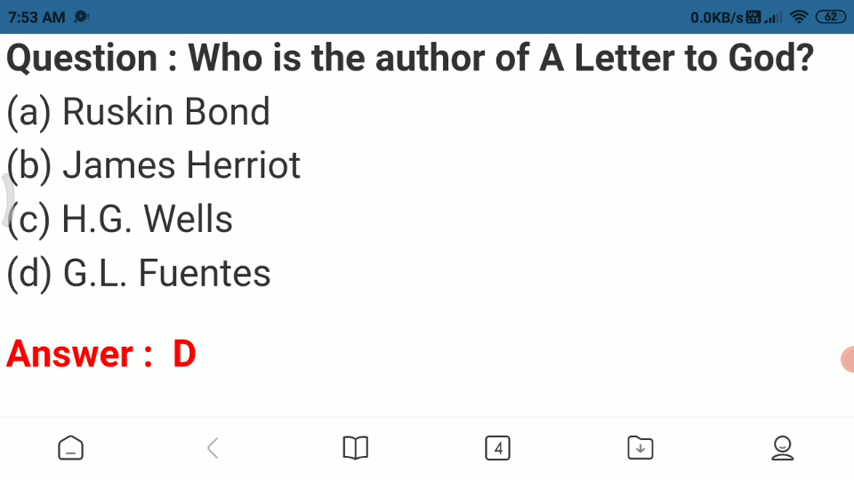 7:53 AM
0.0KB/s
62
Question : Who is the author of A Letter to God?
(a) Ruskin Bond
(b) James Herriot
(c) H.G. Wells
(d) G.L. Fuentes
Answer : D
4